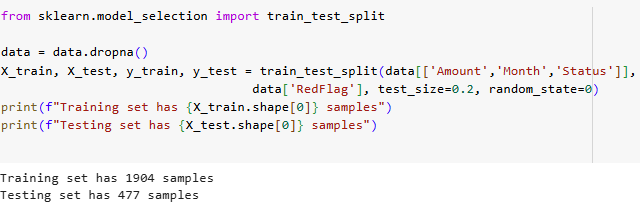 from sklearn.model_selection import train_test_split
data = data.dropna()
X_train, X_test, y_train, y_test = train_test_split(data[['Amount','Month','Status']],
data['RedFlag'], test_size=0.2, random_state=0)
print(f"Training set has {X_train.shape[0]} samples")
print(f"Testing set has {X_test.shape[0]} samples")
Training set has 1904 samples
Testing set has 477 samples